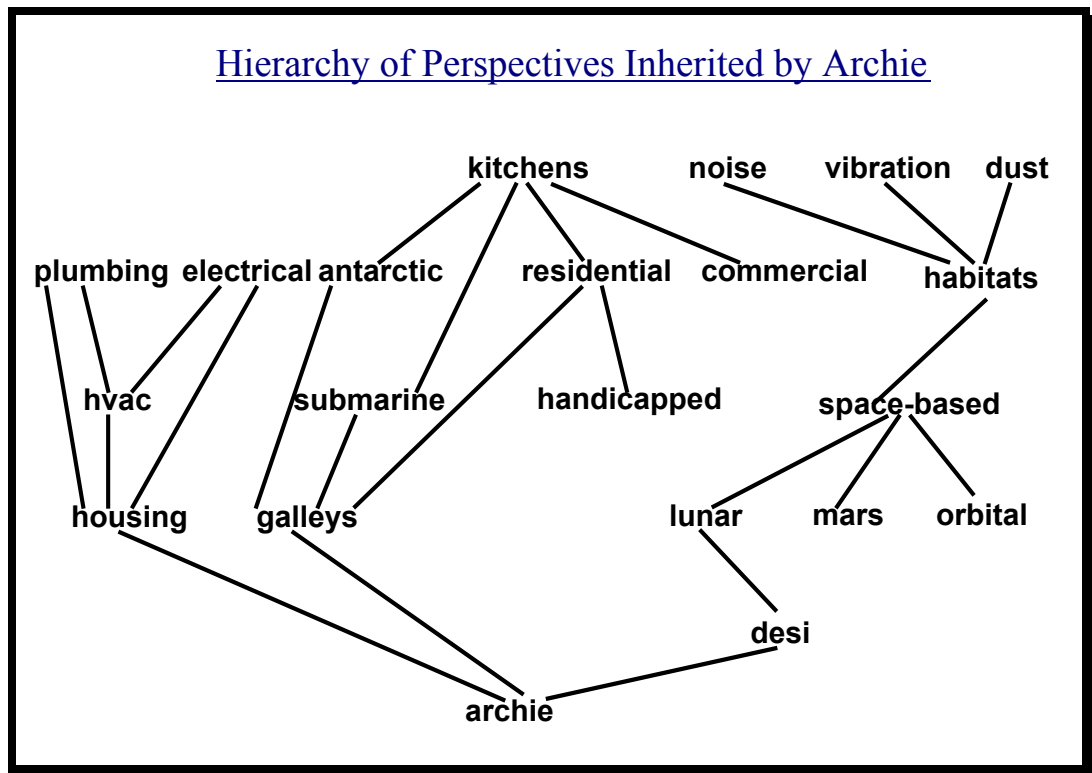 Hierarchy of Perspectives Inherited by Archie
kitchens noise vibration dust
plumbing electrical antarctic residential commercial habitats
hvac submarine handicapped space-based
housing galleys lunar mars orbital
desi
archie